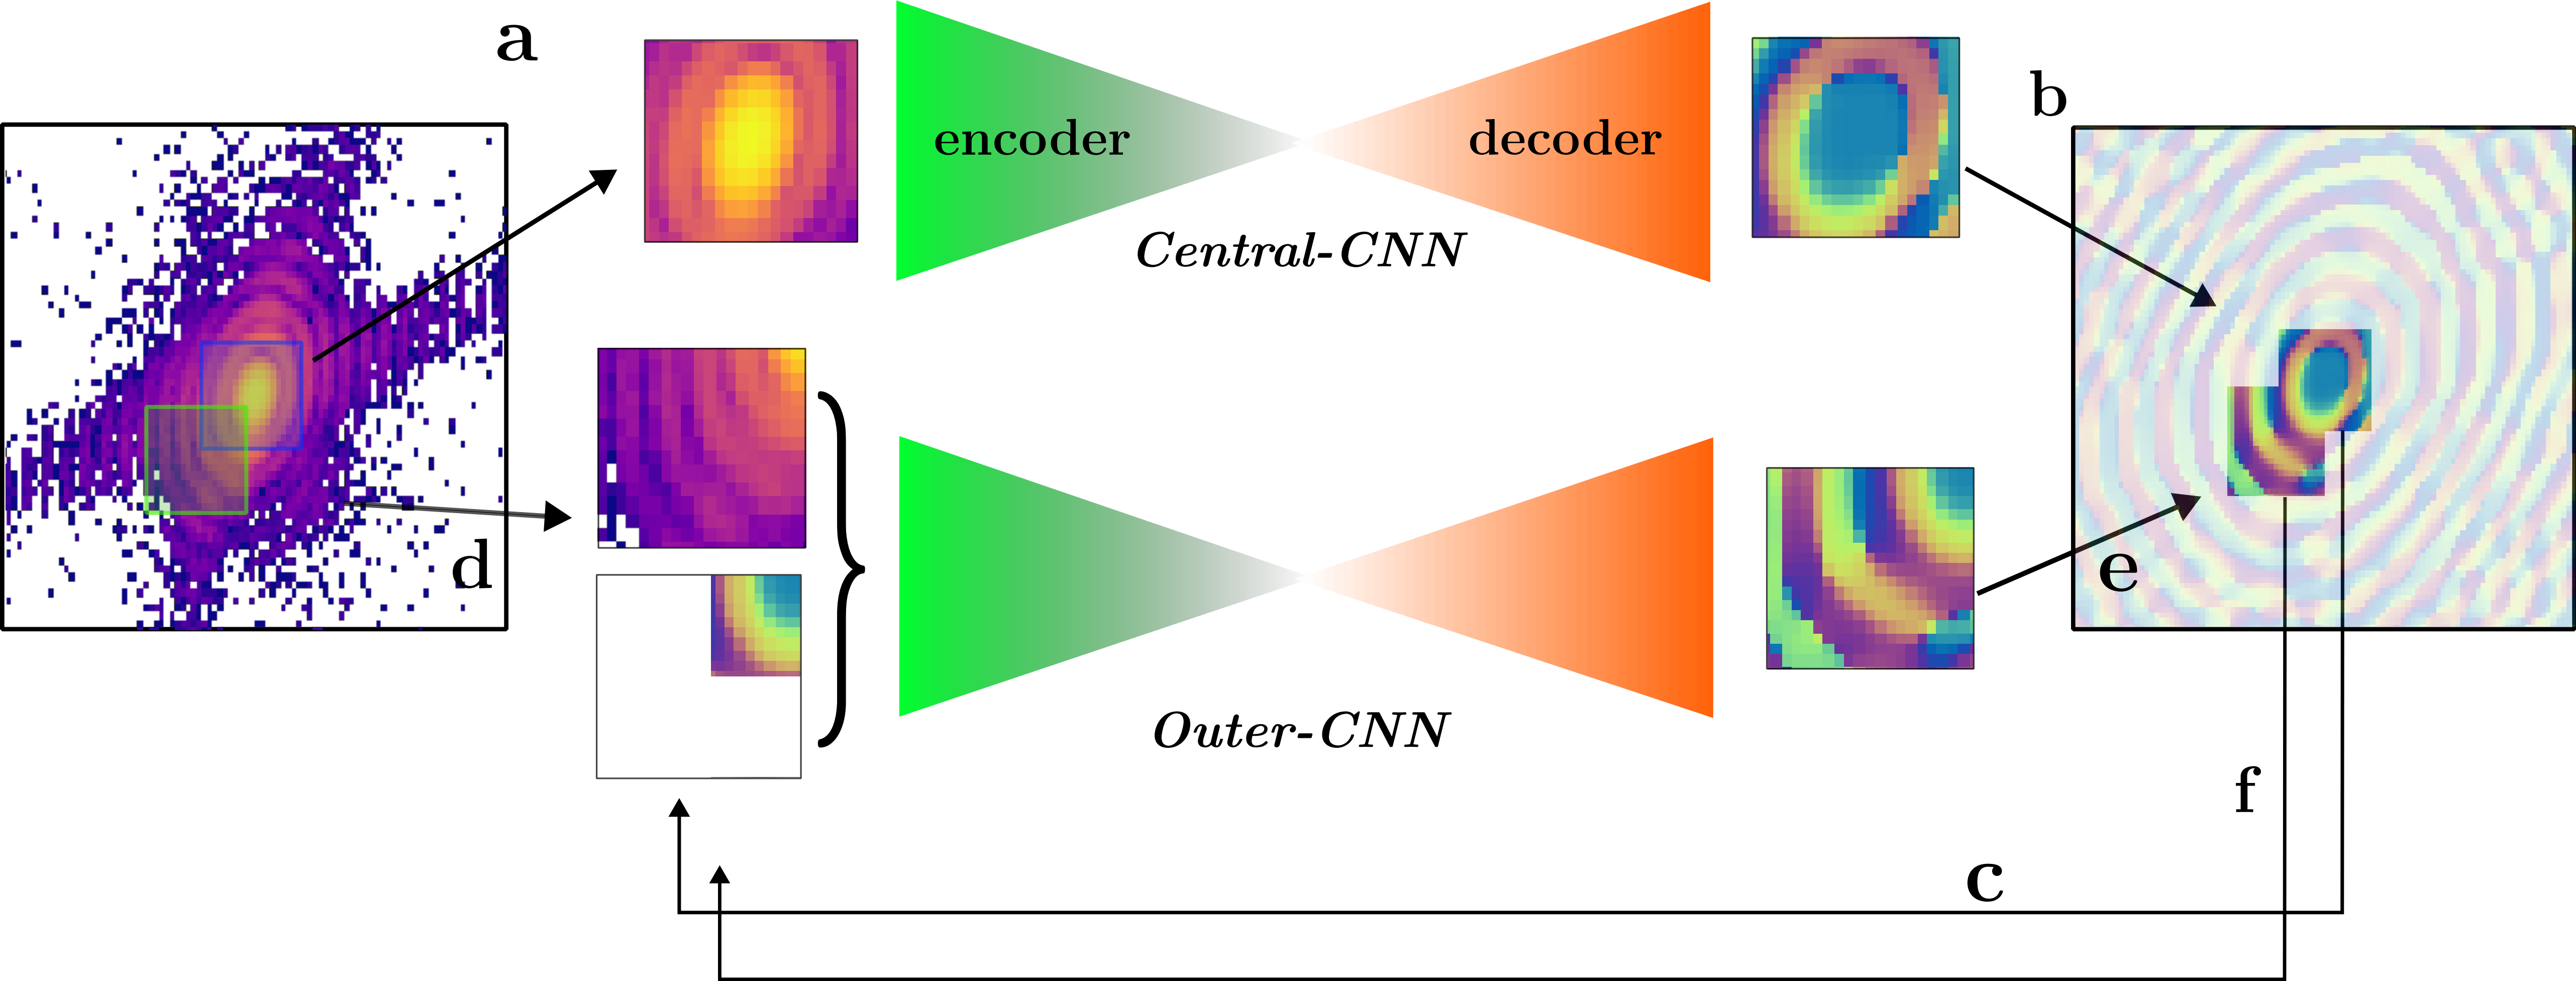 a
b
encoder
decoder
Central-CNN
d
e
Outer-CNN
f
c